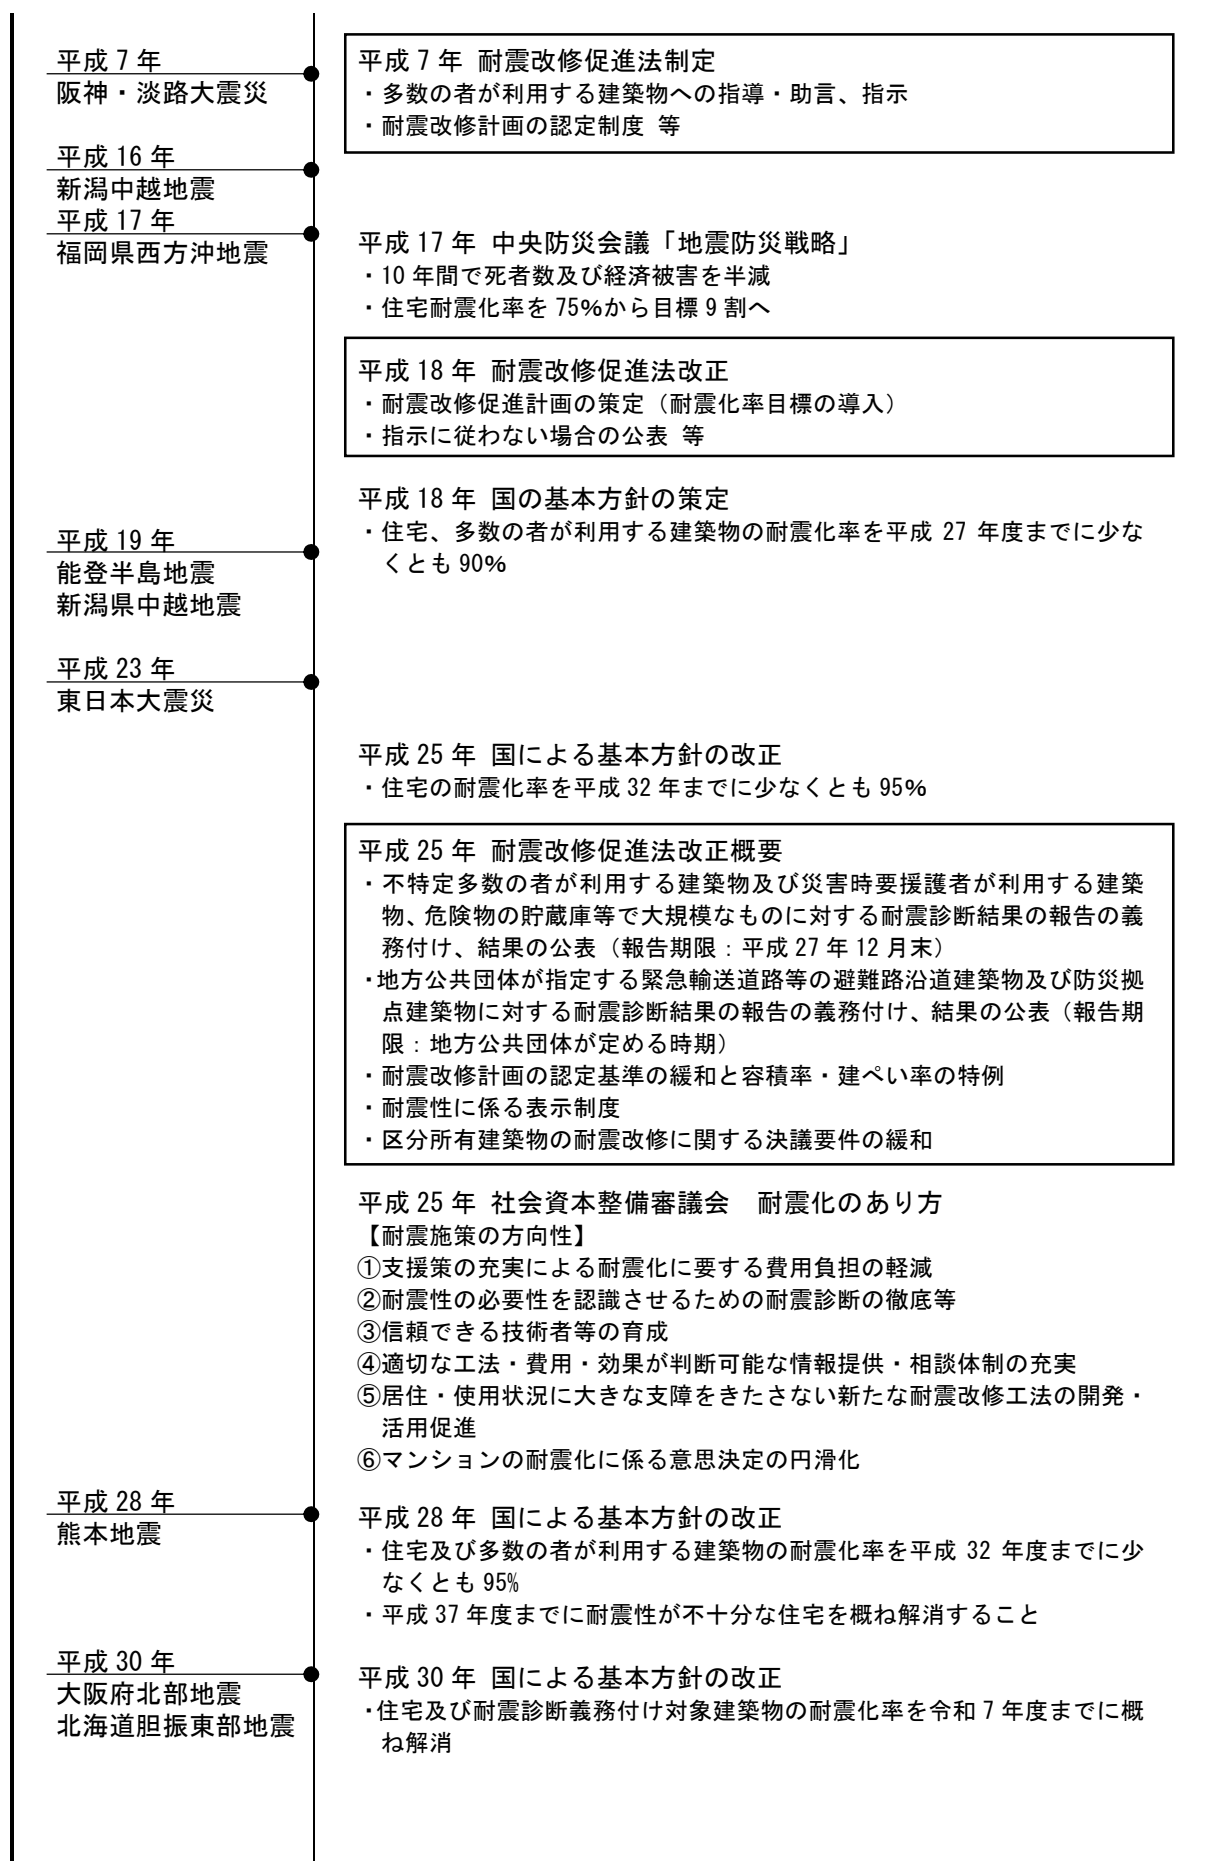 平成 7 年
阪神・淡路大震災
平成 7 年 耐震改修促進法制定
・多数の者が利用する建築物への指導・助言、指示
・耐震改修計画の認定制度 等
平成 16 年
新潟中越地震
平成 17 年
福岡県西方沖地震
平成 17 年 中央防災会議「地震防災戦略」
・10 年間で死者数及び経済被害を半減
・住宅耐震化率を 75%から目標 9 割へ
平成 18 年 耐震改修促進法改正
・耐震改修促進計画の策定（耐震化率目標の導入）
・指示に従わない場合の公表 等
平成 18 年 国の基本方針の策定
・住宅、多数の者が利用する建築物の耐震化率を平成 27 年度までに少な
くとも 90%
平成 19 年
能登半島地震
新潟県中越地震
平成 23 年
東日本大震災
平成 25 年 国による基本方針の改正
・住宅の耐震化率を平成 32 年までに少なくとも 95%
平成 25 年 耐震改修促進法改正概要
・不特定多数の者が利用する建築物及び災害時要援護者が利用する建築
物、危険物の貯蔵庫等で大規模なものに対する耐震診断結果の報告の義
務付け、結果の公表（報告期限：平成 27 年 12 月末）
・地方公共団体が指定する緊急輸送道路等の避難路沿道建築物及び防災拠
点建築物に対する耐震診断結果の報告の義務付け、結果の公表（報告期
限：地方公共団体が定める時期）
・耐震改修計画の認定基準の緩和と容積率・建ぺい率の特例
・耐震性に係る表示制度
・区分所有建築物の耐震改修に関する決議要件の緩和
平成 25 年 社会資本整備審議会　耐震化のあり方
【耐震施策の方向性】
①支援策の充実による耐震化に要する費用負担の軽減
②耐震性の必要性を認識させるための耐震診断の徹底等
③信頼できる技術者等の育成
④適切な工法・費用・効果が判断可能な情報提供・相談体制の充実
⑤居住・使用状況に大きな支障をきたさない新たな耐震改修工法の開発・
活用促進
⑥マンションの耐震化に係る意思決定の円滑化
平成 28 年
熊本地震
平成 28 年 国による基本方針の改正
・住宅及び多数の者が利用する建築物の耐震化率を平成 32 年度までに少
なくとも 95%
・平成 37 年度までに耐震性が不十分な住宅を概ね解消すること
平成 30 年
大阪府北部地震
北海道胆振東部地震
平成 30 年 国による基本方針の改正
・住宅及び耐震診断義務付け対象建築物の耐震化率を令和 7 年度までに概
ね解消